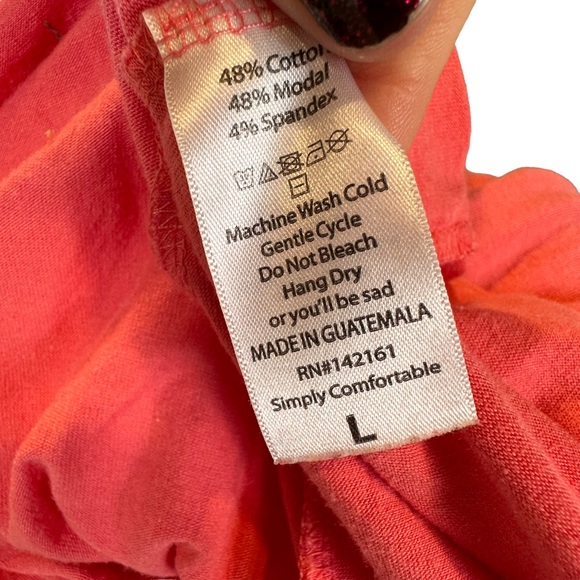 48% Cotton
48% Modal
4% Spandex
Machine Wash Cold
Gentle Cycle
Do Not Bleach
Hang Dry
or you'll be sad
MADE IN GUATEMALA
RN#142161
Simply Comfortable
L